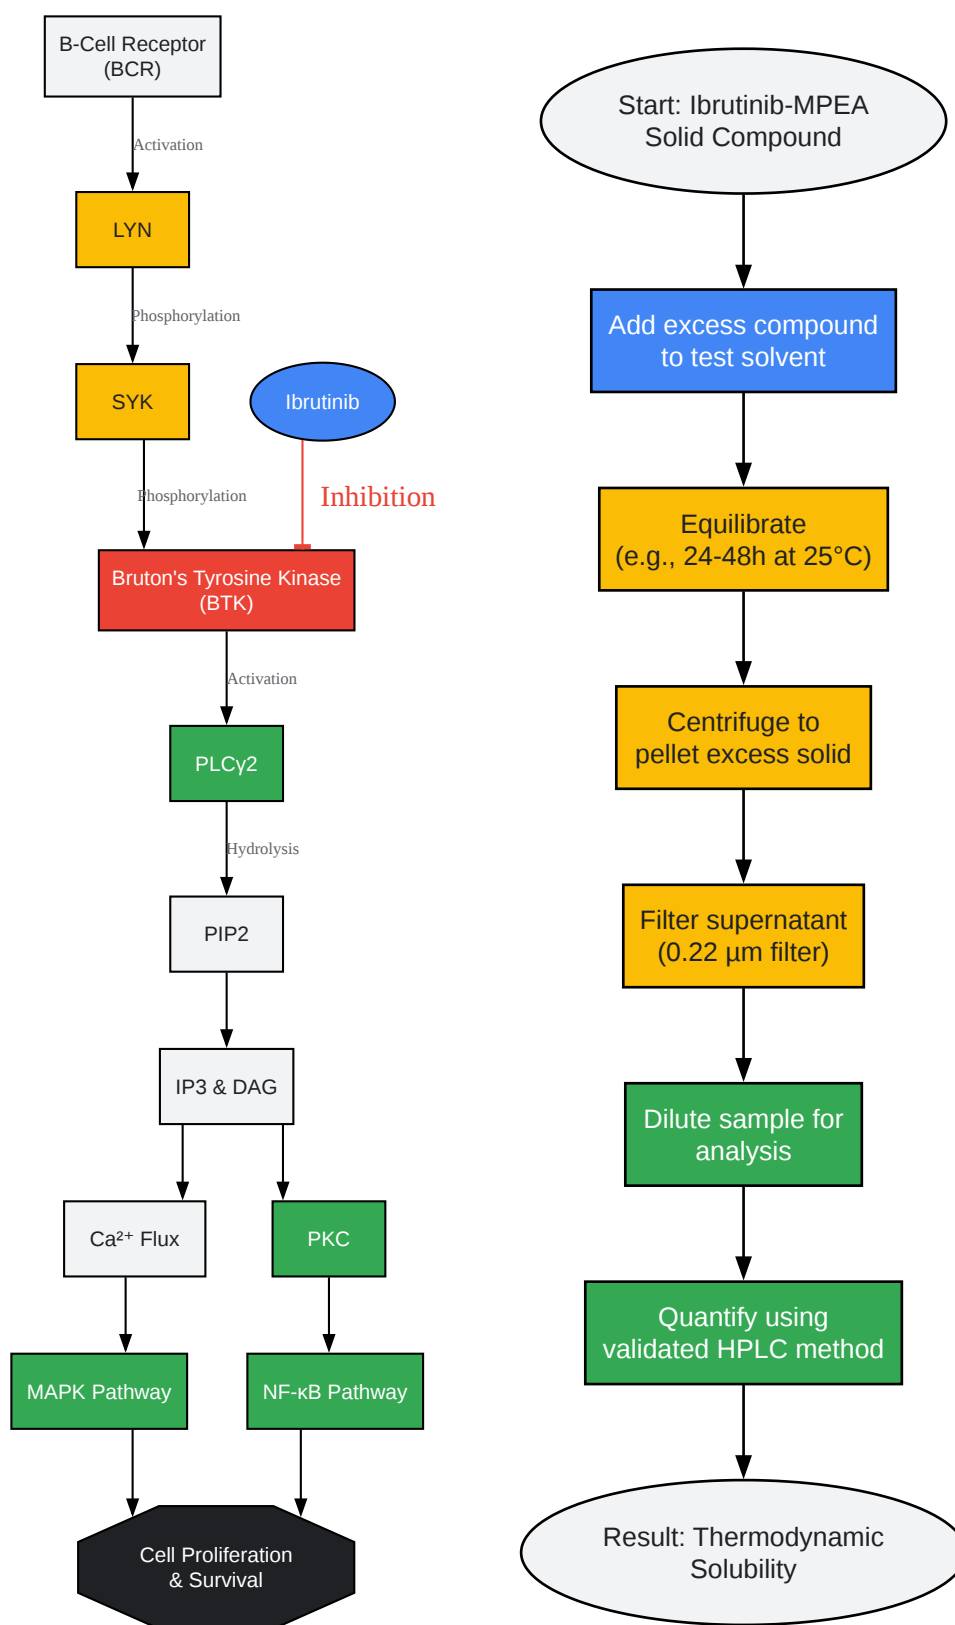 B-Cell Receptor
(BCR)
Activation
LYN
Phosphorylation
SYK
Ibrutinib
Phosphorylation
Inhibition
Bruton's Tyrosine Kinase
(BTK)
Activation
PLCγ2
Hydrolysis
PIP2
IP3 & DAG
Ca²⁺ Flux
PKC
MAPK Pathway
NF-κB Pathway
Cell Proliferation
& Survival
Start: Ibrutinib-MPEA
Solid Compound
Add excess compound
to test solvent
Equilibrate
(e.g., 24-48h at 25°C)
Centrifuge to
pellet excess solid
Filter supernatant
(0.22 µm filter)
Dilute sample for
analysis
Quantify using
validated HPLC method
Result: Thermodynamic
Solubility